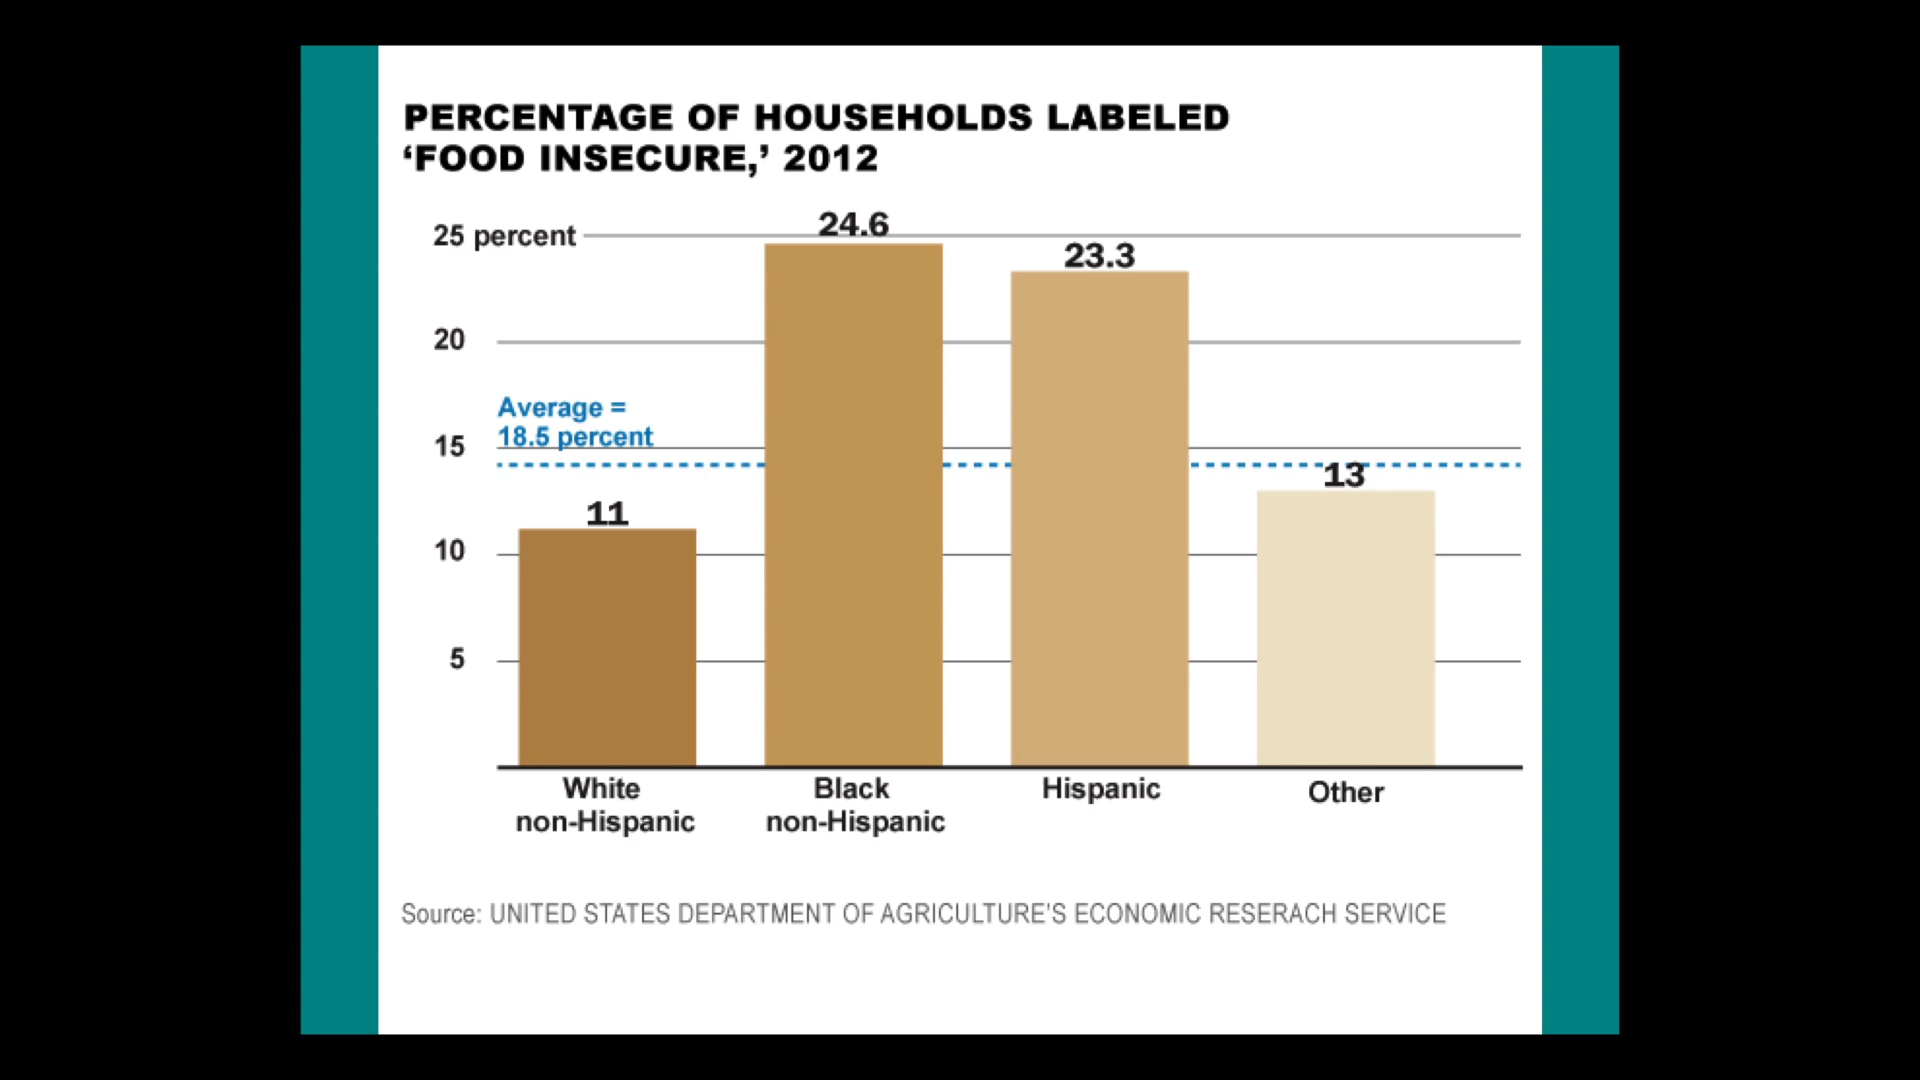 PERCENTAGE OF HOUSEHOLDS LABELED
‘FOOD INSECURE,’ 2012
25 percent
24.6
23.3
20
Average =
18.5 percent
15
13
11
10
5
White
non-Hispanic
Black
non-Hispanic
Hispanic
Other
Source: UNITED STATES DEPARTMENT OF AGRICULTURE'S ECONOMIC RESERACH SERVICE